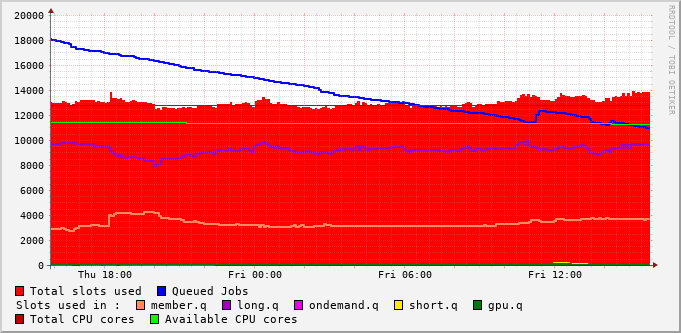 RRDTOOL / TOBI OETIKER
20000
18000
16000
14000
12000
10000
8000
6000
4000
2000
0
Thu 18:00 Fri 00:00 Fri 06:00 Fri 12:00
Total slots used Queued Jobs
Slots used in : member.q long.q ondemand.q short.q gpu.q
Total CPU cores Available CPU cores